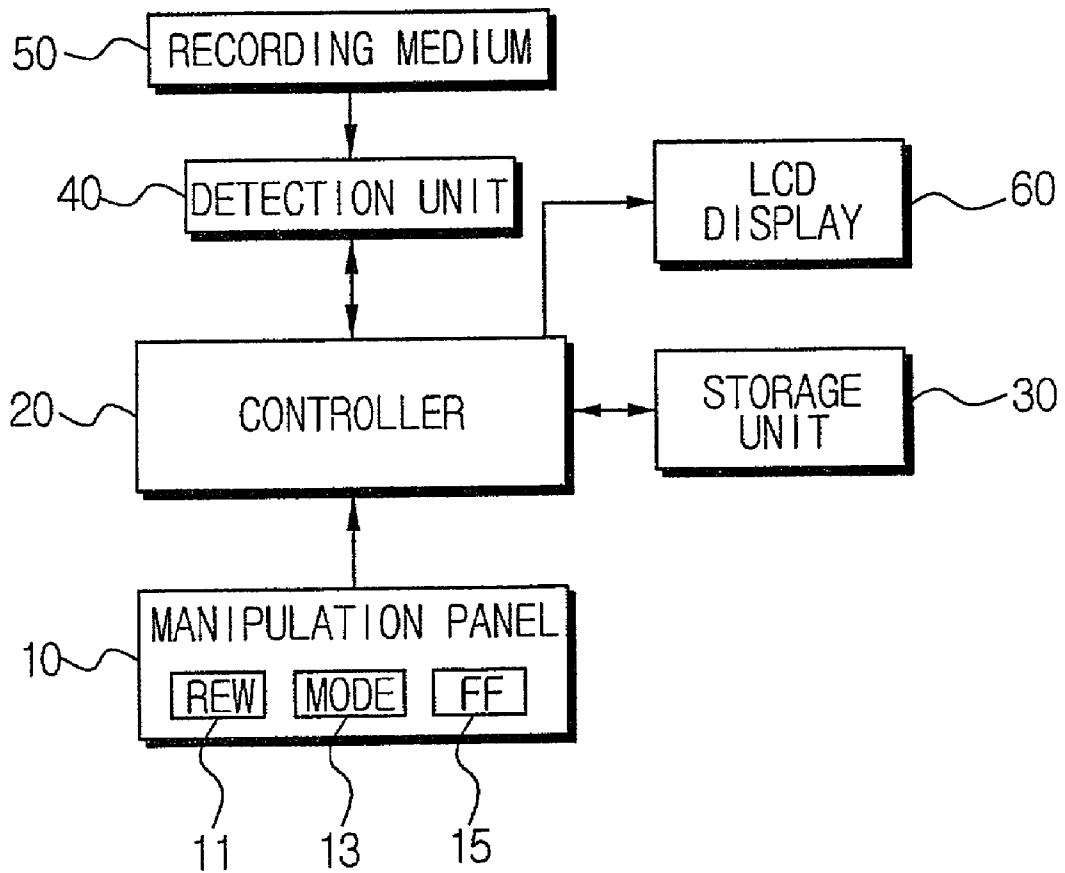 50
RECORDING MEDIUM
40
DETECTION UNIT
LCD
DISPLAY
60
20
CONTROLLER
STORAGE
UNIT
30
10
MANIPULATION PANEL
REW
MODE
FF
11
13
15